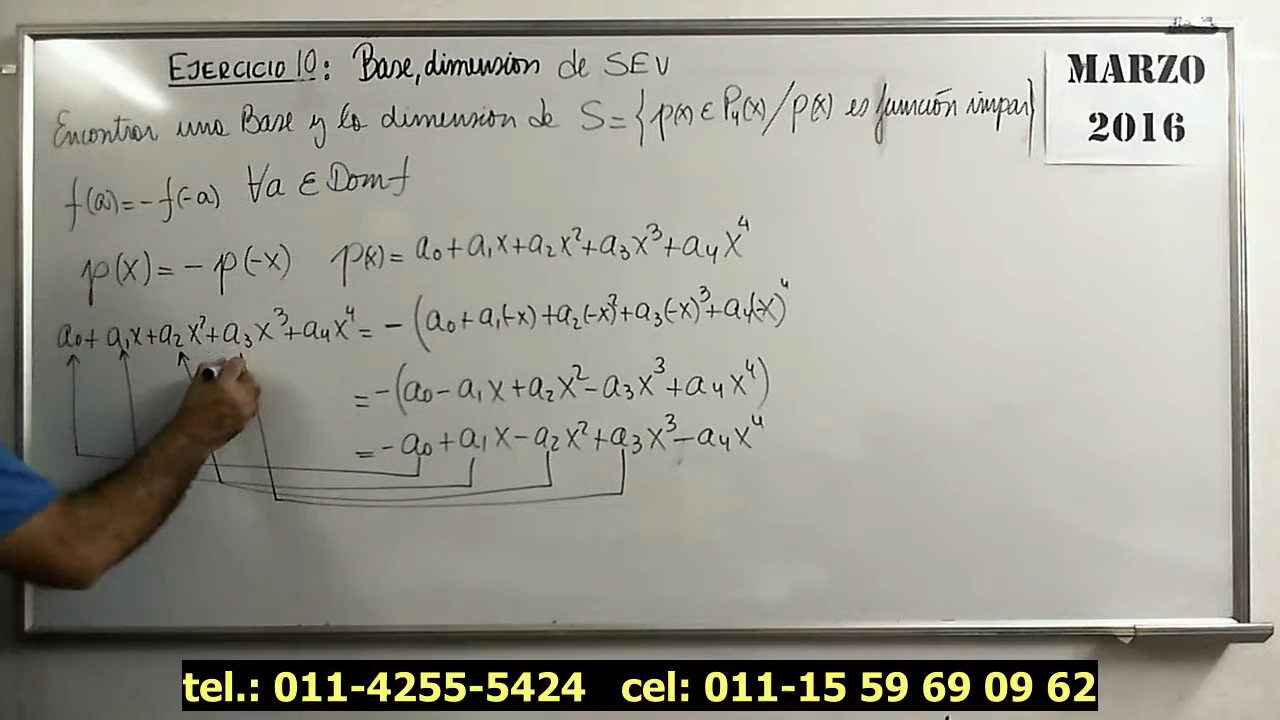 EJERCICIO 10: Base, dimension de SEV
Encontrar una Base y la dimension de S = {p(x) ∈ P₄(x) / p(x) es función impar}
MARZO
2016
f(a) = -f(-a) ∀a ∈ Dom f
p(x) = - p(-x) p(x) = a₀ + a₁x + a₂x² + a₃x³ + a₄x⁴
a₀ + a₁x + a₂x² + a₃x³ + a₄x⁴ = - (a₀ + a₁(-x) + a₂(-x)² + a₃(-x)³ + a₄(-x)⁴
= -(a₀ - a₁x + a₂x² - a₃x³ + a₄x⁴)
= - a₀ + a₁x - a₂x² + a₃x³ - a₄x⁴
tel.: 011-4255-5424 cel: 011-15 59 69 09 62